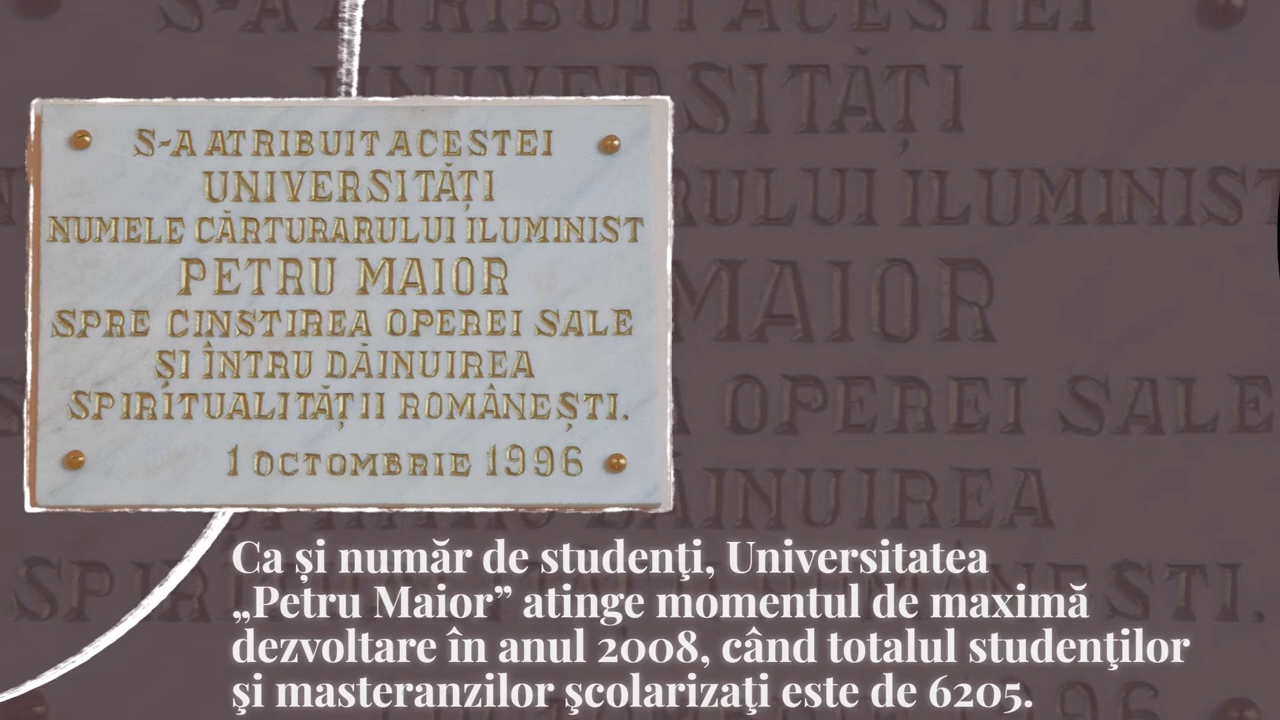 S-A ATRIBUIT ACESTEI
UNIVERSITĂȚI
NUMELE CĂRTURARULUI ILUMINIST
PETRU MAIOR
SPRE CINSTIREA OPEREI SALE
ȘI ÎNTRU DĂINUIREA
SPIRITUALITĂȚII ROMÂNEȘTI.
1 OCTOMBRIE 1996
Ca și număr de studenţi, Universitatea
„Petru Maior” atinge momentul de maximă
dezvoltare în anul 2008, când totalul studenţilor
şi masteranzilor şcolarizaţi este de 6205.